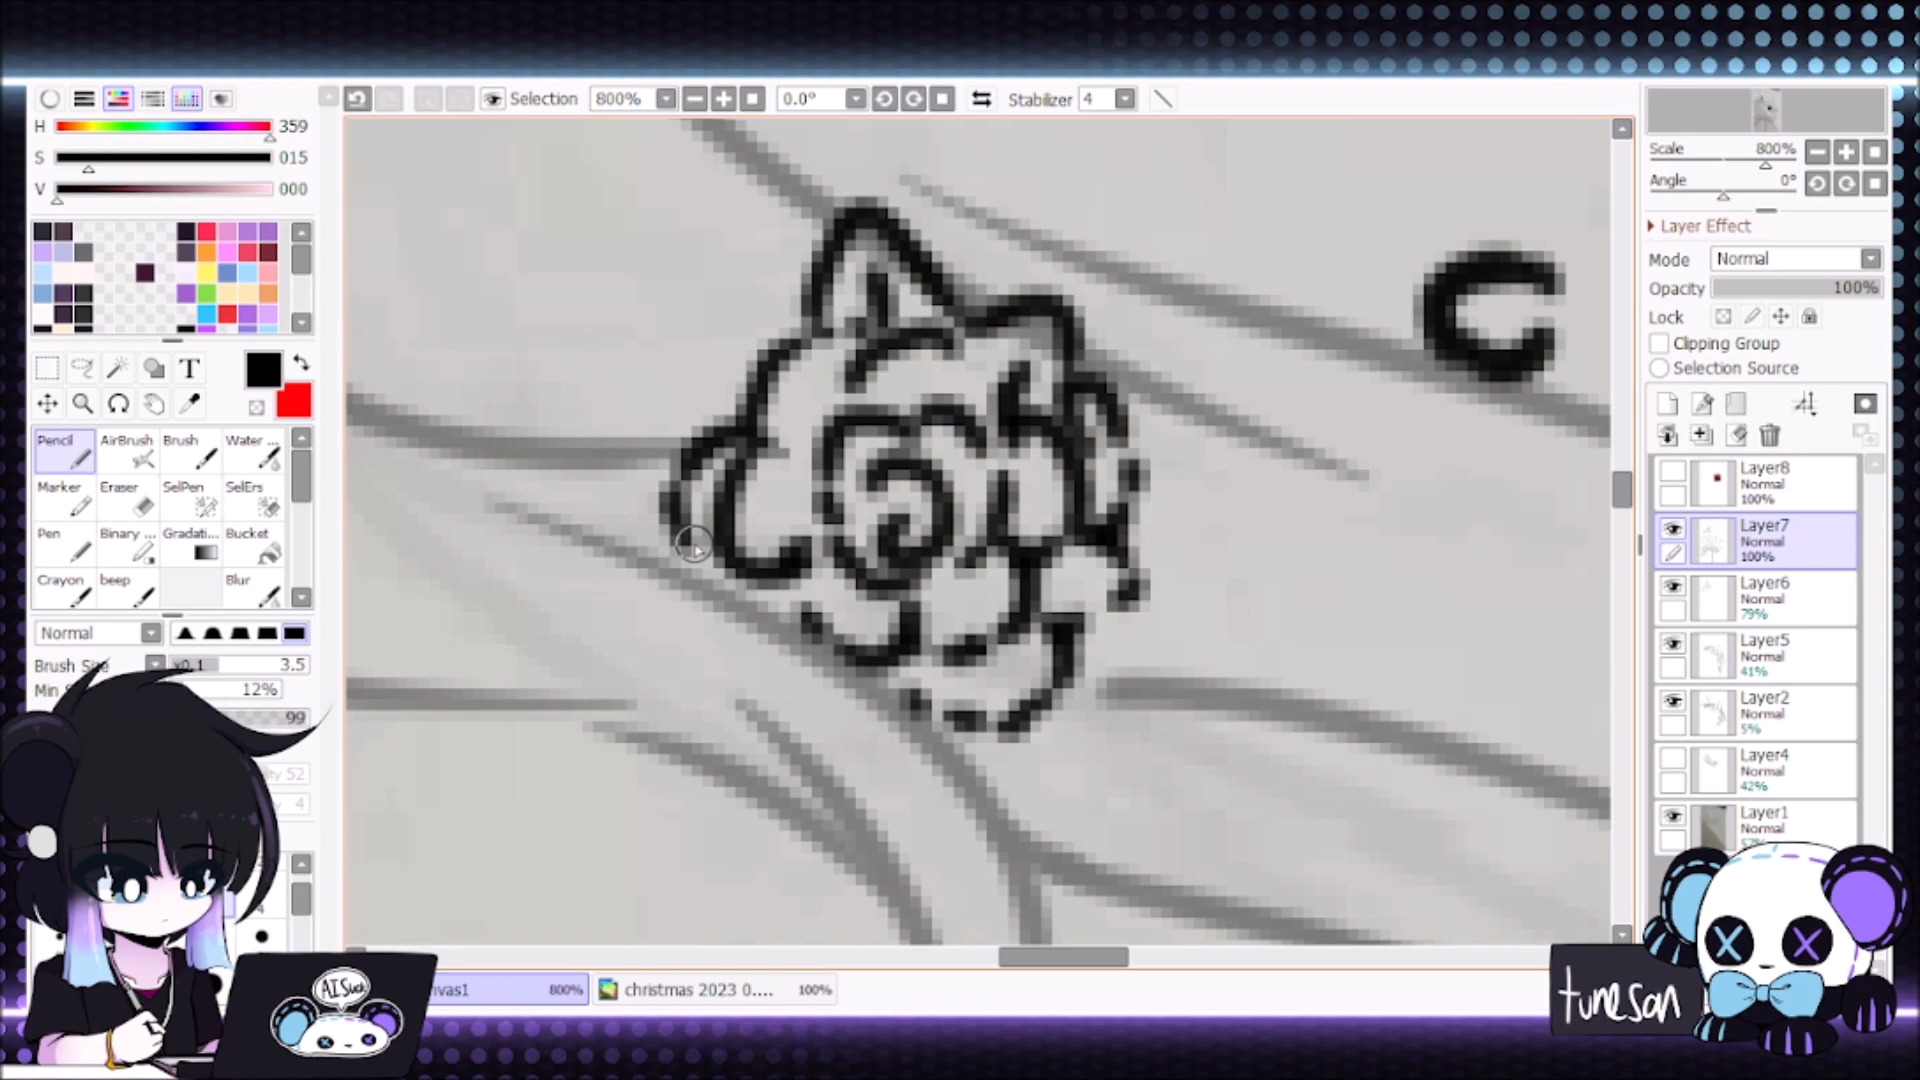 Selection 800% 0.0° Stabilizer 4
H 359
S 015
V 000
T
Pencil AirBrush Brush Water ...
Marker Eraser SelPen SelErs
Pen Binary ... Gradati... Bucket
Crayon beep Blur
Normal
x0.1 3.5
12%
99
ity 52
4
C
Scale 800%
Angle 0°
Layer Effect
Mode Normal
Opacity 100%
Lock
Clipping Group
Selection Source
Layer8
Normal
100%
Layer7
Normal
100%
Layer6
Normal
79%
Layer5
Normal
41%
Layer2
Normal
5%
Layer4
Normal
42%
Layer1
Normal
nvas1 800% christmas 2023 0.... 100%
AI Suck
tunesan